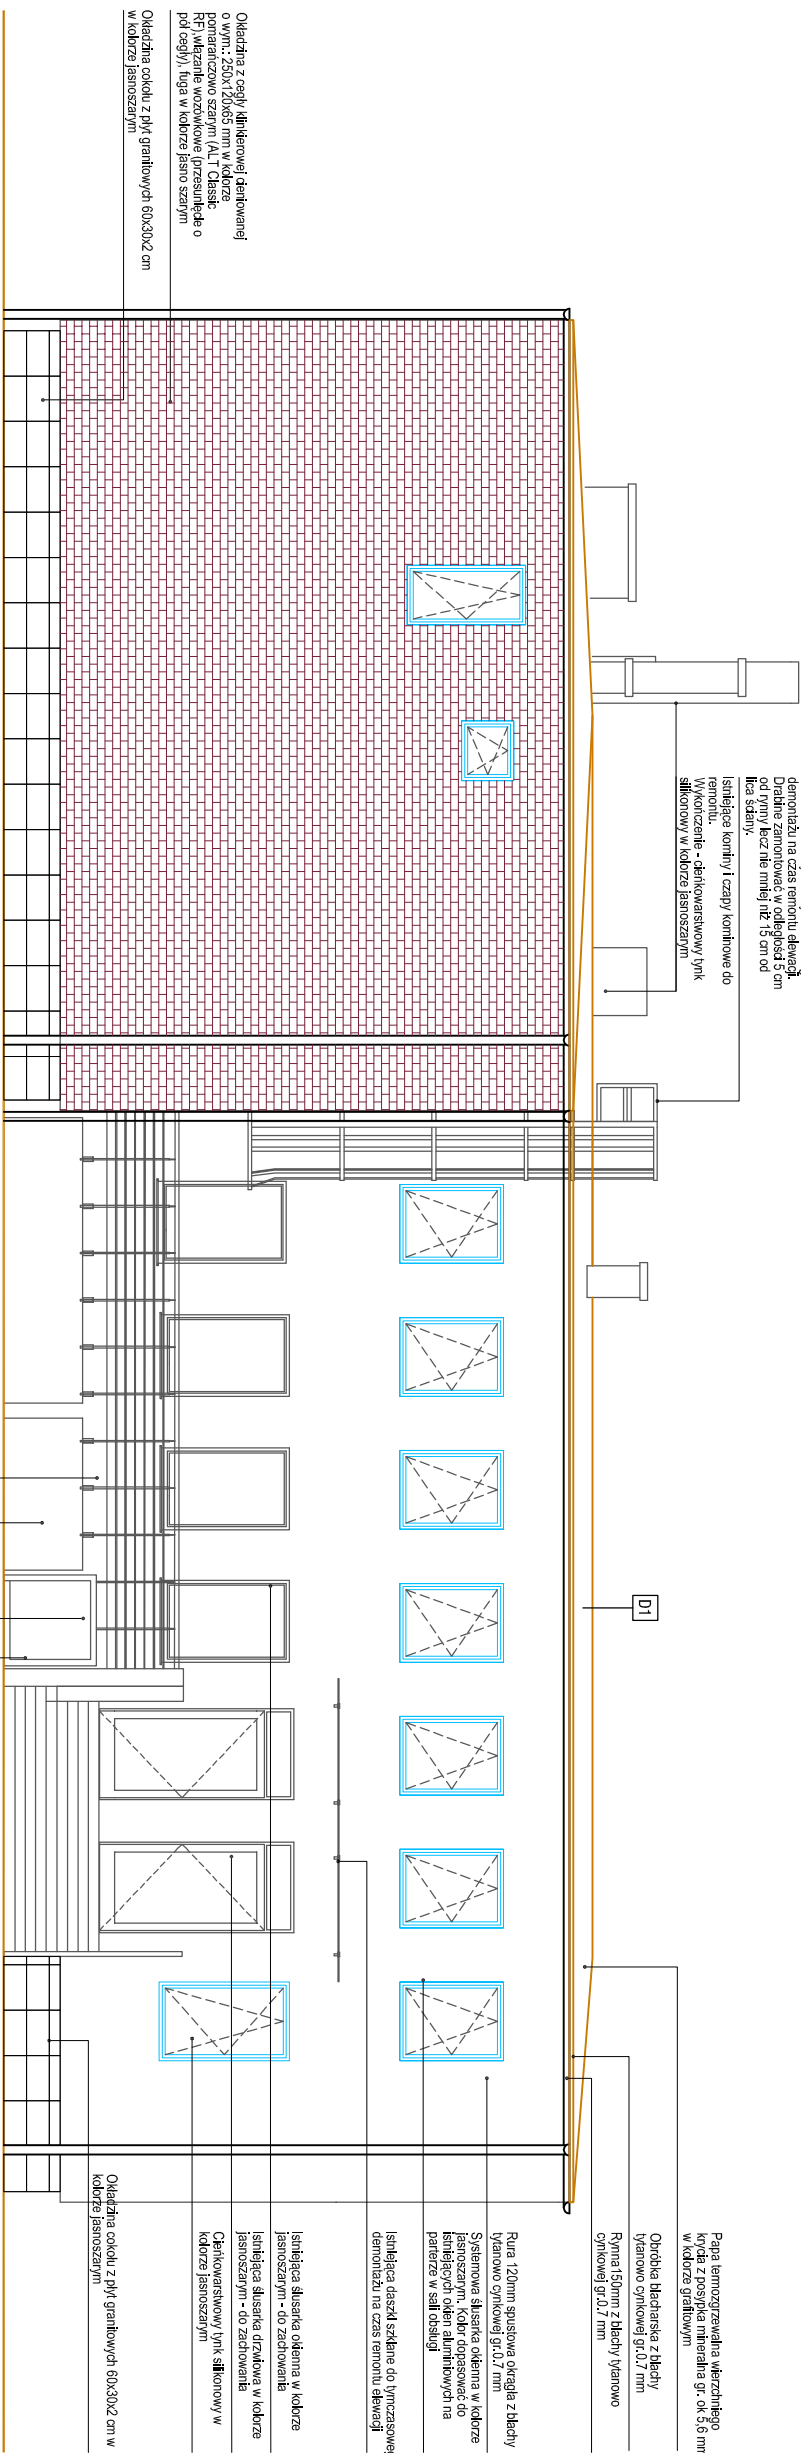 demontażu na czas remontu elewacji.
Drabine zamontować w odległości 5 cm
od rynny lecz nie mniej niż 15 cm od
lica ściany.
Istniejące kominy i czapy kominowe do
remontu.
Wykończenie - cieńkowarstwowy tynk
silikonowy w kolorze jasnoszarym
Okładzina z cegły klinkierowej cieniowanej
o wym.: 250x120x65 mm w kolorze
pomarańczowo szarym (ALT Classic
RF),wiązanie wozówkowe (przesunięcie o
pół cegły), fuga w kolorze jasno szarym
Okładzina cokołu z płyt granitowych 60x30x2 cm
w kolorze jasnoszarym
D1
Papa termozgrzewalna wierzchniego
krycia z posypka mineralna gr. ok 5,6 mm
w kolorze grafitowym
Obróbka blacharska z blachy
tytanowo cynkowej gr.0.7 mm
Rynna150mm z blachy tytanowo
cynkowej gr.0.7 mm
Rura 120mm spustowa okrągła z blachy
tytanowo cynkowej gr.0.7 mm
Systemowa ślusarka okienna w kolorze
jasnoszarym. Kolor dopasować do
istniejących okien aluminiowych na
parterze w sali obsługi
Istniejąca daszki szklane do tymczasowego
demontażu na czas remontu elewacji
Istniejąca ślusarka okienna w kolorze
jasnoszarym - do zachowania
Istniejąca ślusarka drzwiowa w kolorze
jasnoszarym - do zachowania
Cieńkowarstwowy tynk silikonowy w
kolorze jasnoszarym
Okładzina cokołu z płyt granitowych 60x30x2 cm w
kolorze jasnoszarym